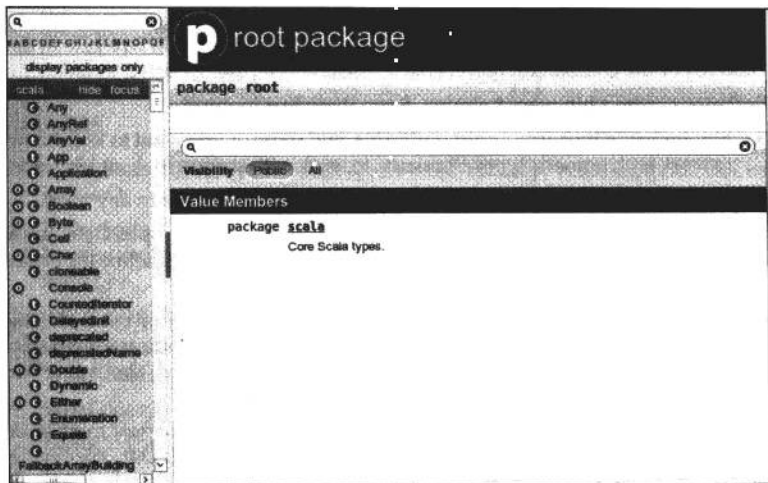 #ABCDEFGHIJKLMNOPQR
display packages only
scala hide focus
Any
AnyRef
AnyVal
App
Application
Array
Boolean
Byte
Cell
Char
cloneable
Console
CountedIterator
DelayedInit
deprecated
deprecatedName
Double
Dynamic
Either
Enumeration
Equals
FallbackArrayBuilding
p root package
package root
Visibility Public All
Value Members
package scala
Core Scala types.